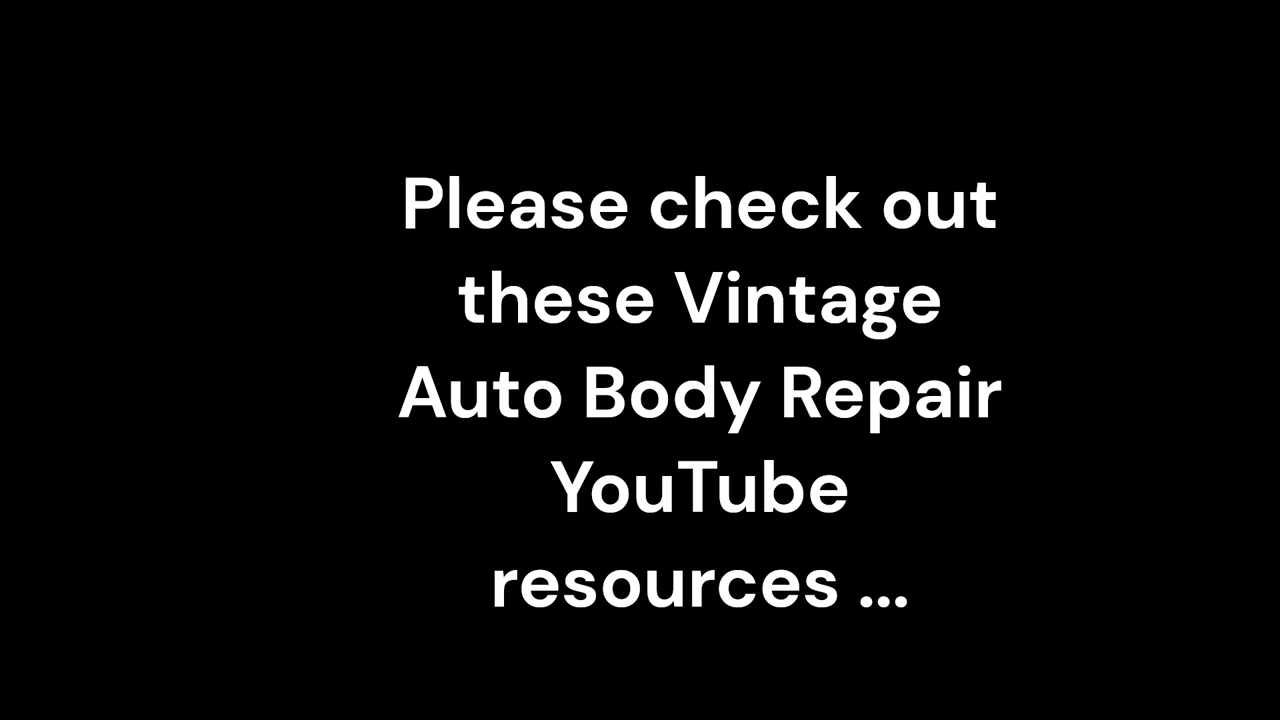 Please check out
these Vintage
Auto Body Repair
YouTube
resources ...